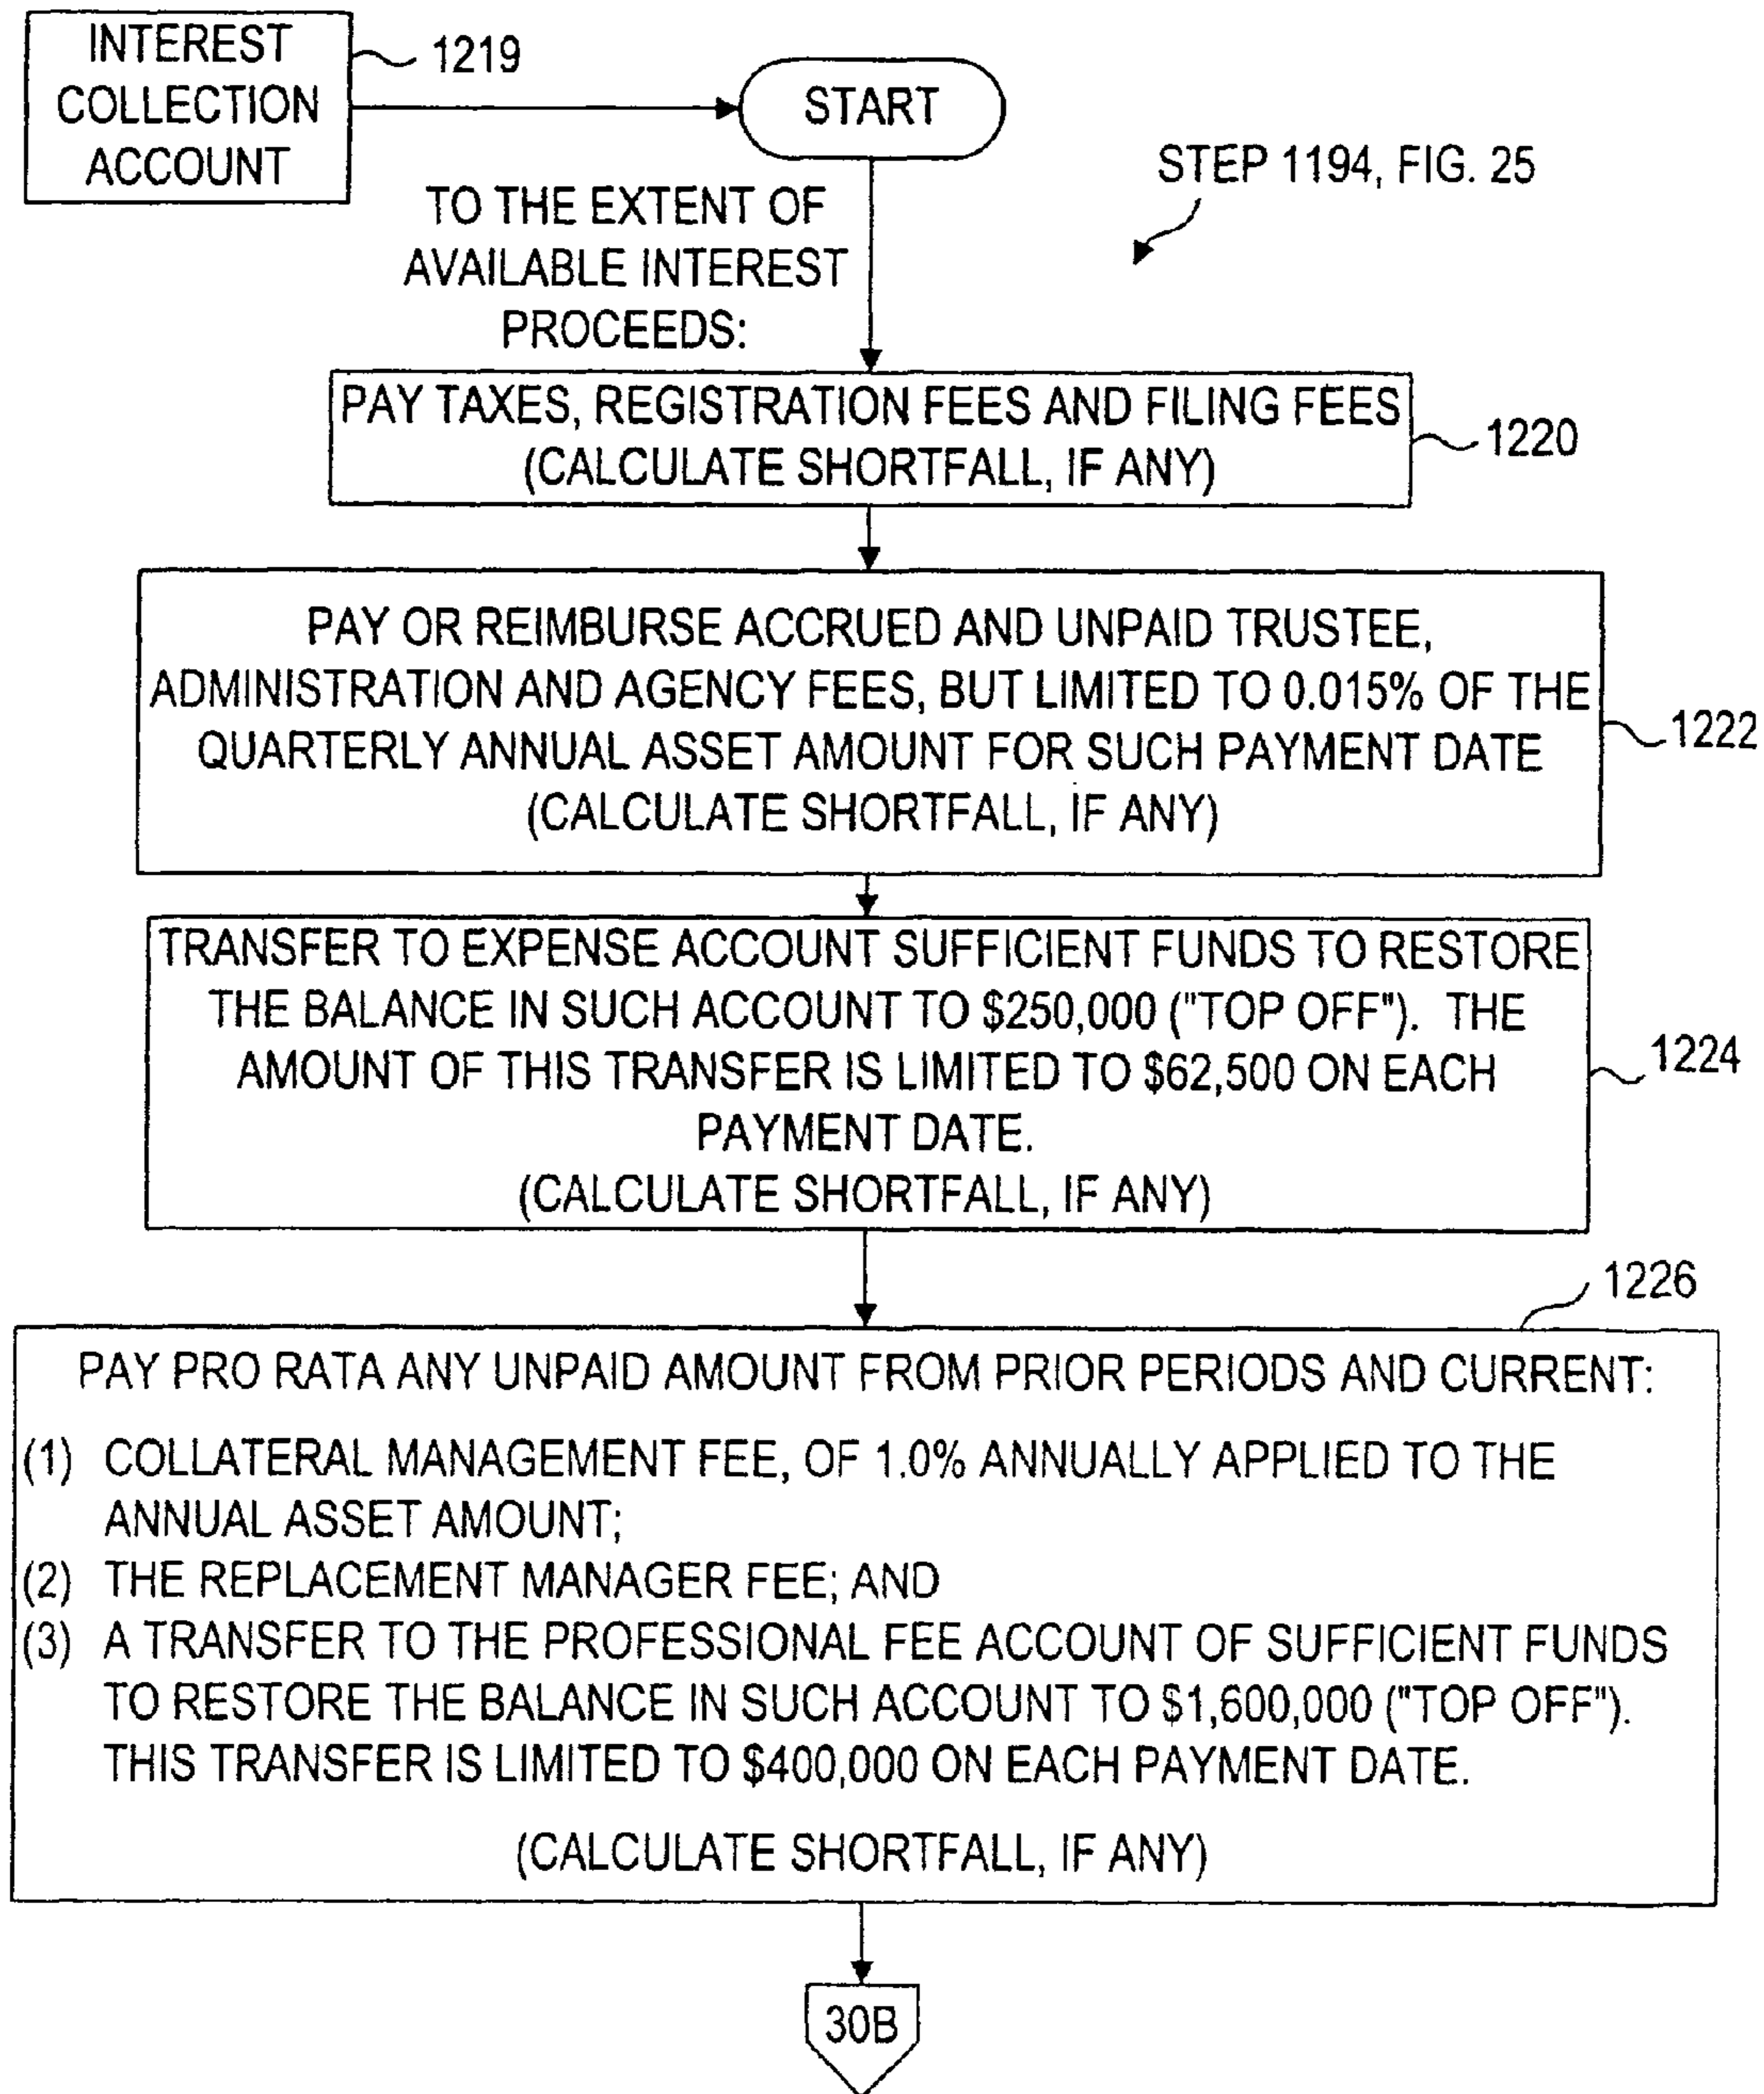 INTEREST
COLLECTION
ACCOUNT
1219
START
STEP 1194, FIG. 25
TO THE EXTENT OF
AVAILABLE INTEREST
PROCEEDS:
PAY TAXES, REGISTRATION FEES AND FILING FEES
(CALCULATE SHORTFALL, IF ANY)
1220
PAY OR REIMBURSE ACCRUED AND UNPAID TRUSTEE,
ADMINISTRATION AND AGENCY FEES, BUT LIMITED TO 0.015% OF THE
QUARTERLY ANNUAL ASSET AMOUNT FOR SUCH PAYMENT DATE
(CALCULATE SHORTFALL, IF ANY)
1222
TRANSFER TO EXPENSE ACCOUNT SUFFICIENT FUNDS TO RESTORE
THE BALANCE IN SUCH ACCOUNT TO $250,000 ("TOP OFF"). THE
AMOUNT OF THIS TRANSFER IS LIMITED TO $62,500 ON EACH
PAYMENT DATE.
(CALCULATE SHORTFALL, IF ANY)
1224
1226
PAY PRO RATA ANY UNPAID AMOUNT FROM PRIOR PERIODS AND CURRENT:
(1) COLLATERAL MANAGEMENT FEE, OF 1.0% ANNUALLY APPLIED TO THE
ANNUAL ASSET AMOUNT;
(2) THE REPLACEMENT MANAGER FEE; AND
(3) A TRANSFER TO THE PROFESSIONAL FEE ACCOUNT OF SUFFICIENT FUNDS
TO RESTORE THE BALANCE IN SUCH ACCOUNT TO $1,600,000 ("TOP OFF").
THIS TRANSFER IS LIMITED TO $400,000 ON EACH PAYMENT DATE.
(CALCULATE SHORTFALL, IF ANY)
30B